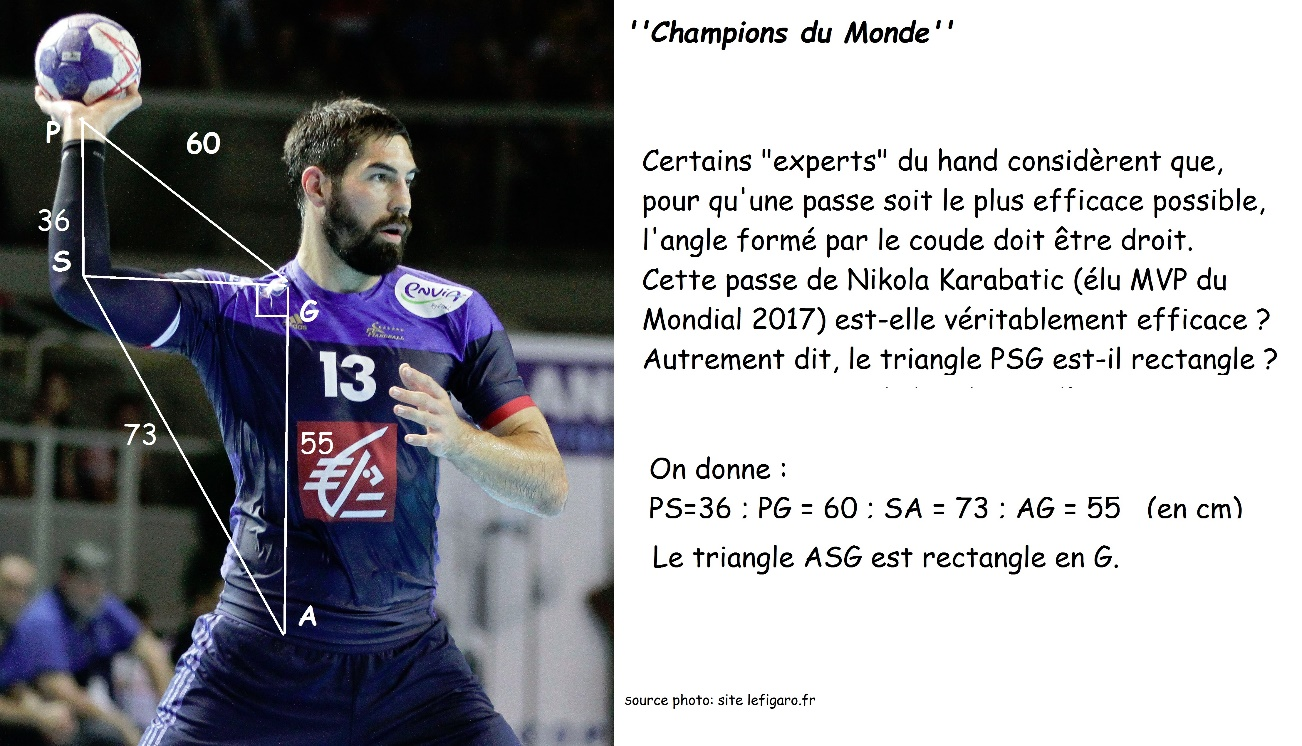 ''Champions du Monde''
P
60
36
S
G
13
55
73
A
envia
HANDBALL
AN
Certains "experts" du hand considèrent que,
pour qu'une passe soit le plus efficace possible,
l'angle formé par le coude doit être droit.
Cette passe de Nikola Karabatic (élu MVP du
Mondial 2017) est-elle véritablement efficace ?
Autrement dit, le triangle PSG est-il rectangle ?
On donne :
PS=36 ; PG = 60 ; SA = 73 ; AG = 55 (en cm)
Le triangle ASG est rectangle en G.
source photo: site lefigaro.fr